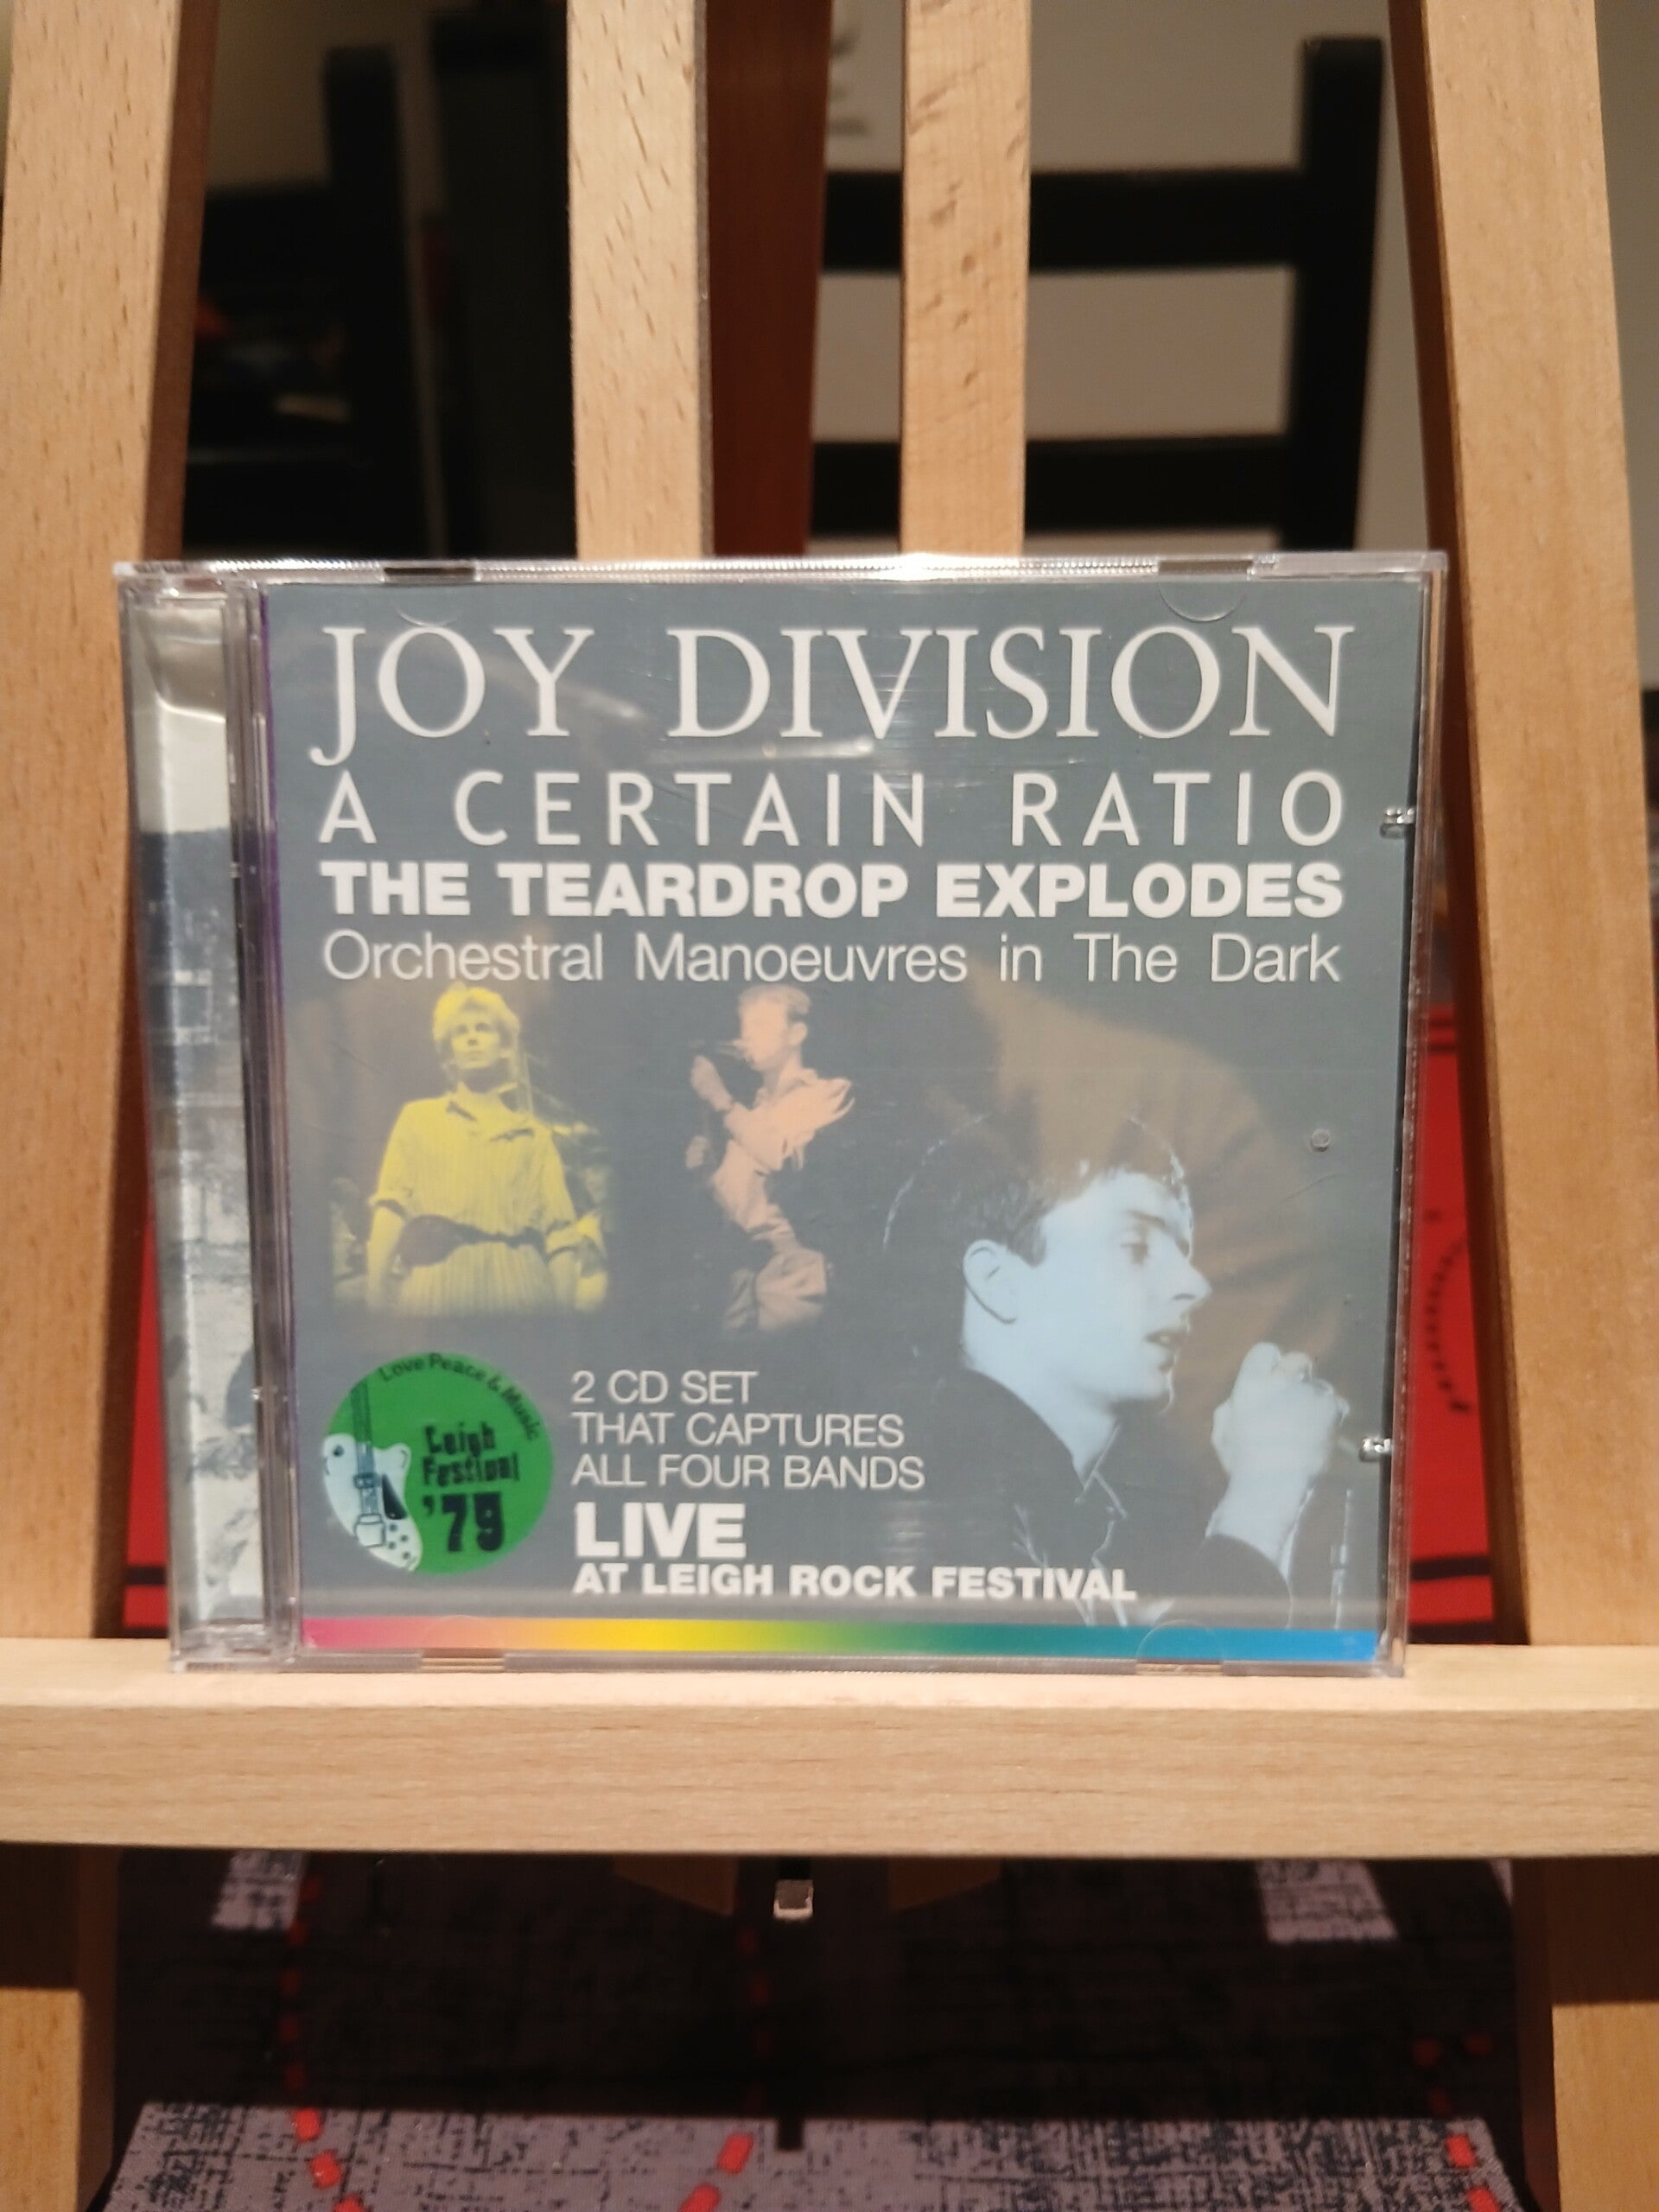 JOY DIVISION
A CERTAIN RATIO
THE TEARDROP EXPLODES
Orchestral Manoeuvres in The Dark
Love Peace & Music
Leigh
Festival
'79
2 CD SET
THAT CAPTURES
ALL FOUR BANDS
LIVE
AT LEIGH ROCK FESTIVAL